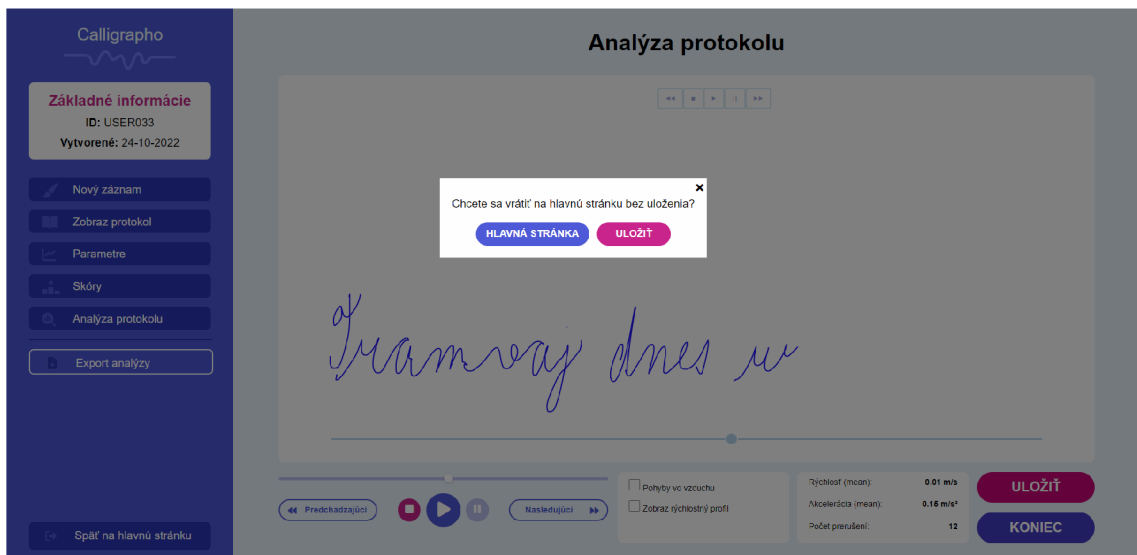 Calligrapho
Analýza protokolu
Základné informácie
ID: USER033
Vytvorené: 24-10-2022
Nový záznam
Zobraz protokol
Parametre
Skóry
Analýza protokolu
Export analýzy
Späť na hlavnú stránku
Chcete sa vrátiť na hlavnú stránku bez uloženia?
HLAVNÁ STRÁNKA
ULOŽIŤ
Tramvaj dnes u
Predchadzajúci
Nasledujúci
Pohyby vo vzduchu
Zobraz rýchlostný profil
Rýchlosť (mean): 0.01 m/s
Akcelerácia (mean): 0.15 m/s²
Počet prerušení: 12
ULOŽIŤ
KONIEC